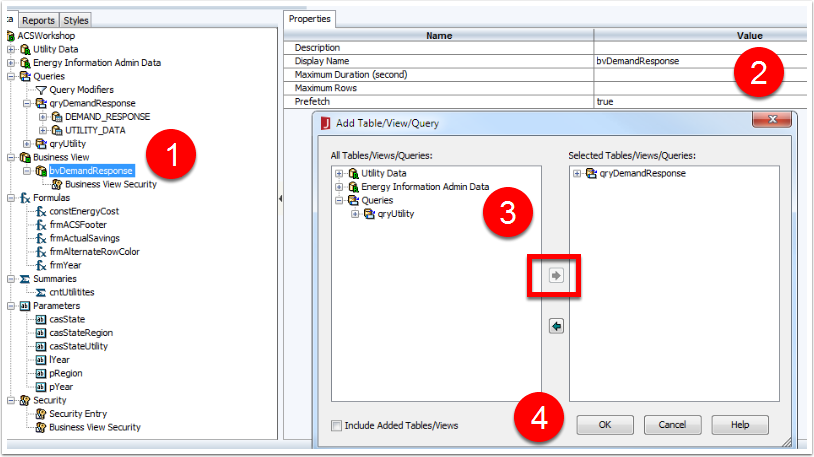 Reports
Styles
ACSWorkshop
Utility Data
Energy Information Admin Data
Queries
Query Modifiers
qryDemandResponse
DEMAND_RESPONSE
UTILITY_DATA
qryUtility
Business View
bvDemandResponse
Business View Security
Formulas
constEnergyCost
frmACSFooter
frmActualSavings
frmAlternateRowColor
frmYear
Summaries
cntUtilitites
Parameters
casState
casStateRegion
casStateUtility
lYear
pRegion
pYear
Security
Security Entry
Business View Security
1
Properties
Name Value
Description
Display Name bvDemandResponse
Maximum Duration (second)
Maximum Rows
Prefetch true
2
Add Table/View/Query
All Tables/Views/Queries:
Utility Data
Energy Information Admin Data
Queries
qryUtility
3
Selected Tables/Views/Queries:
qryDemandResponse
Include Added Tables/Views
4
OK Cancel Help